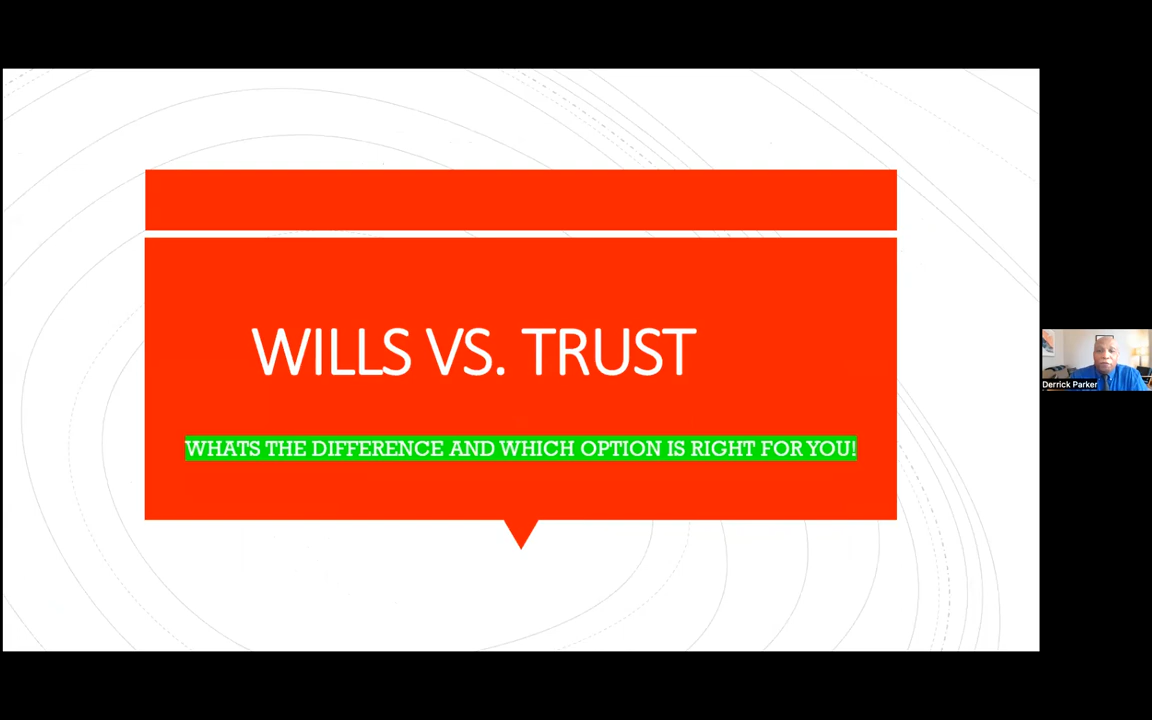 WILLS VS. TRUST
WHATS THE DIFFERENCE AND WHICH OPTION IS RIGHT FOR YOU!
Derrick Parker